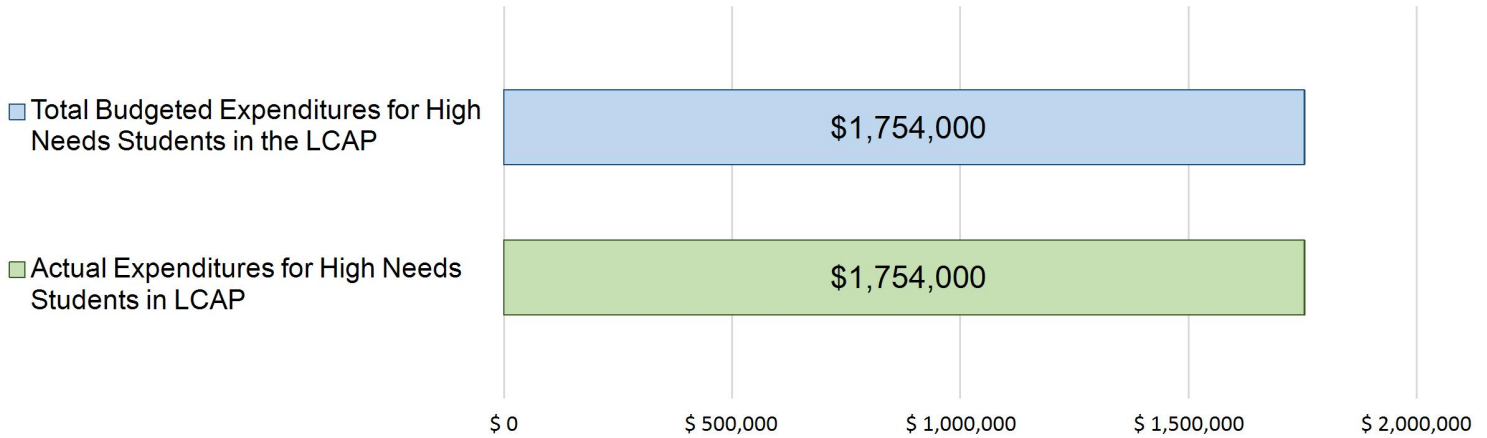 Total Budgeted Expenditures for High
Needs Students in the LCAP
$1,754,000
Actual Expenditures for High Needs
Students in LCAP
$1,754,000
$ 0
$ 500,000
$ 1,000,000
$ 1,500,000
$ 2,000,000